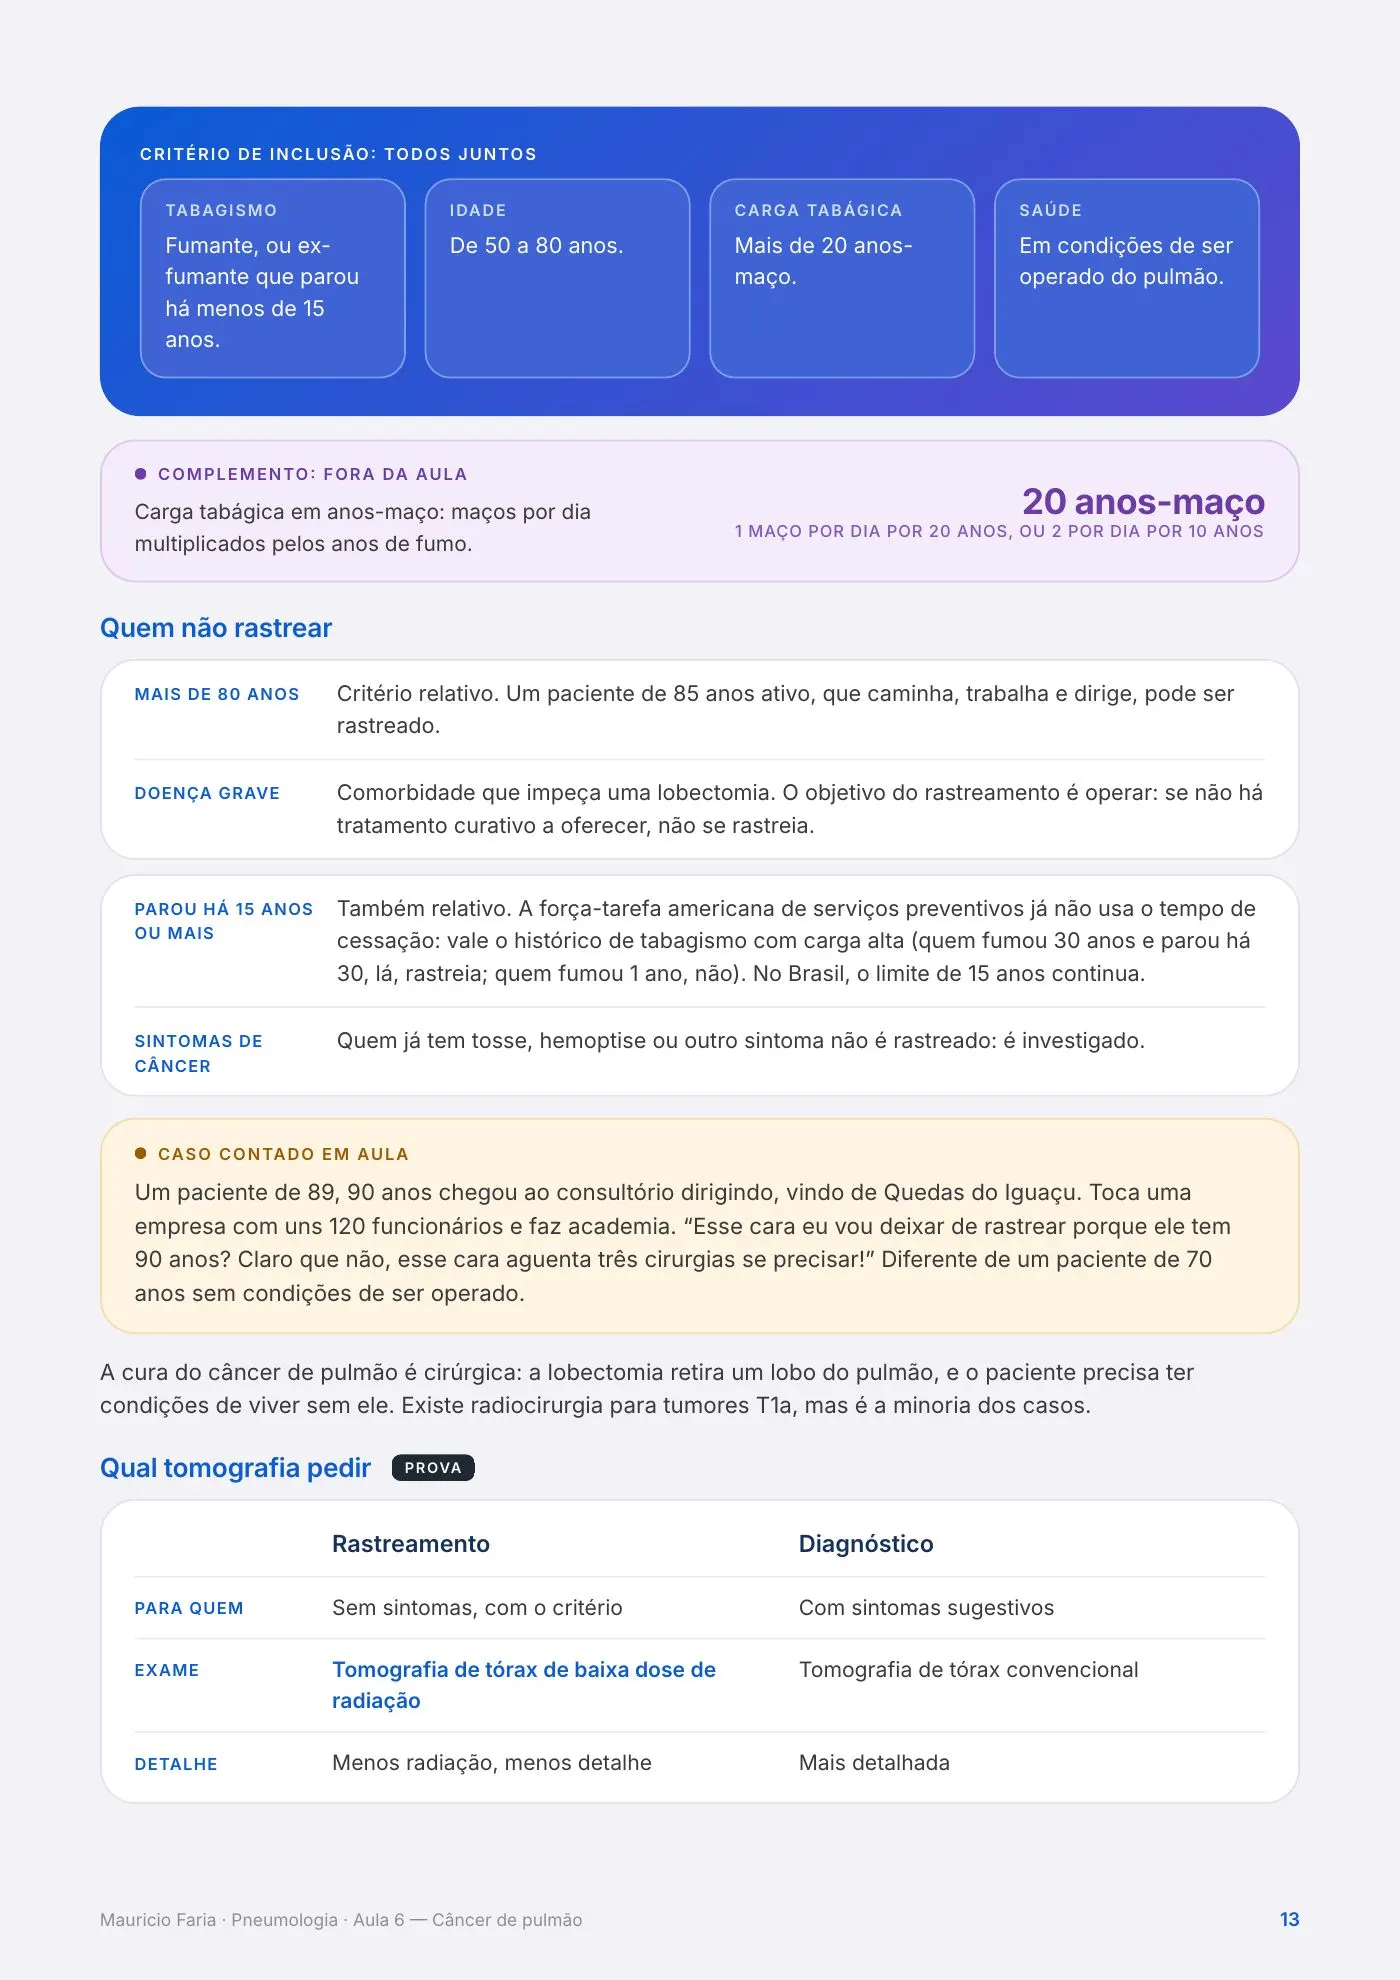 CRITÉRIO DE INCLUSÃO: TODOS JUNTOS
TABAGISMO
Fumante, ou ex-
fumante que parou
há menos de 15
anos.
IDADE
De 50 a 80 anos.
CARGA TABÁGICA
Mais de 20 anos-
maço.
SAÚDE
Em condições de ser
operado do pulmão.
COMPLEMENTO: FORA DA AULA
Carga tabágica em anos-maço: maços por dia
multiplicados pelos anos de fumo.
20 anos-maço
1 MAÇO POR DIA POR 20 ANOS, OU 2 POR DIA POR 10 ANOS
Quem não rastrear
MAIS DE 80 ANOS
Critério relativo. Um paciente de 85 anos ativo, que caminha, trabalha e dirige, pode ser
rastreado.
DOENÇA GRAVE
Comorbidade que impeça uma lobectomia. O objetivo do rastreamento é operar: se não há
tratamento curativo a oferecer, não se rastreia.
PAROU HÁ 15 ANOS
OU MAIS
Também relativo. A força-tarefa americana de serviços preventivos já não usa o tempo de
cessação: vale o histórico de tabagismo com carga alta (quem fumou 30 anos e parou há
30, lá, rastreia; quem fumou 1 ano, não). No Brasil, o limite de 15 anos continua.
SINTOMAS DE
CÂNCER
Quem já tem tosse, hemoptise ou outro sintoma não é rastreado: é investigado.
CASO CONTADO EM AULA
Um paciente de 89, 90 anos chegou ao consultório dirigindo, vindo de Quedas do Iguaçu. Toca uma
empresa com uns 120 funcionários e faz academia. “Esse cara eu vou deixar de rastrear porque ele tem
90 anos? Claro que não, esse cara aguenta três cirurgias se precisar!” Diferente de um paciente de 70
anos sem condições de ser operado.
A cura do câncer de pulmão é cirúrgica: a lobectomia retira um lobo do pulmão, e o paciente precisa ter
condições de viver sem ele. Existe radiocirurgia para tumores T1a, mas é a minoria dos casos.
Qual tomografia pedir
PROVA
Rastreamento
Diagnóstico
PARA QUEM
Sem sintomas, com o critério
Com sintomas sugestivos
EXAME
Tomografia de tórax de baixa dose de
radiação
Tomografia de tórax convencional
DETALHE
Menos radiação, menos detalhe
Mais detalhada
Mauricio Faria · Pneumologia · Aula 6 — Câncer de pulmão
13